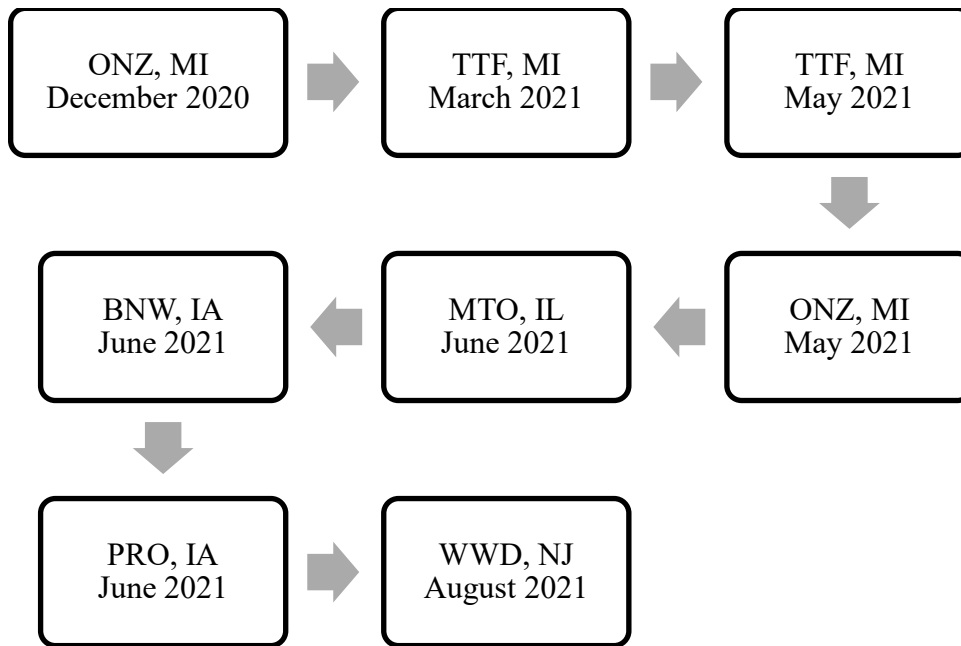 ONZ, MI
December 2020
TTF, MI
March 2021
TTF, MI
May 2021
ONZ, MI
May 2021
MTO, IL
June 2021
BNW, IA
June 2021
PRO, IA
June 2021
WWD, NJ
August 2021